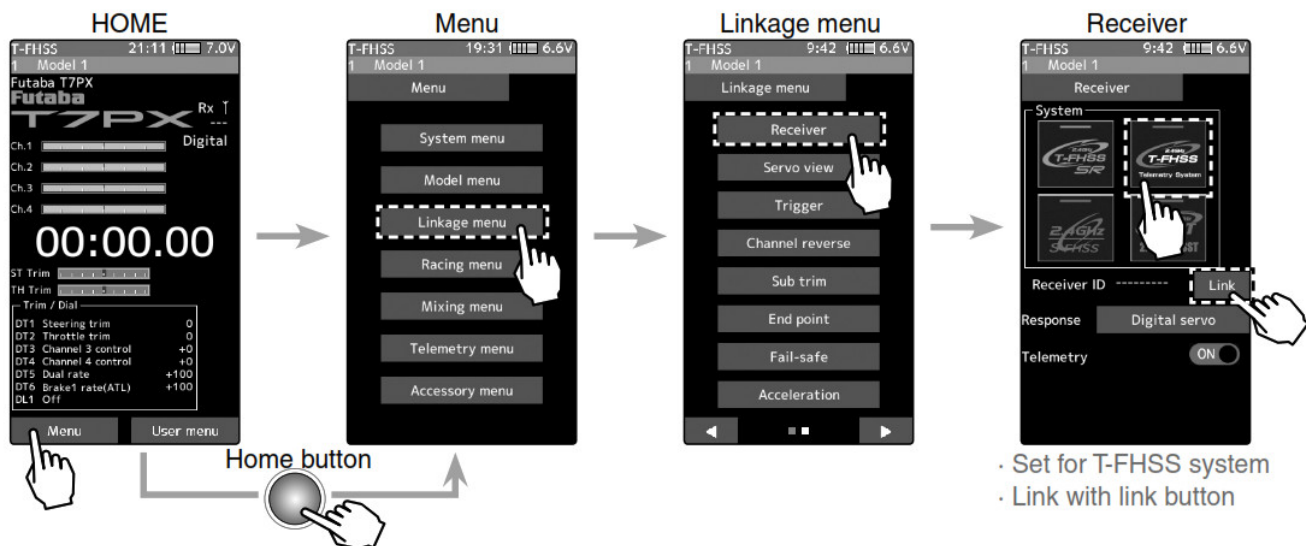 HOME
T-FHSS 21:11 7.0V
1 Model 1
Futaba T7PX
Futaba
T7PX
Rx
---
Digital
Ch.1
Ch.2
Ch.3
Ch.4
00:00.00
ST Trim 5
TH Trim 5
Trim / Dial
DT1 Steering trim 0
DT2 Throttle trim 0
DT3 Channel 3 control +0
DT4 Channel 4 control +0
DT5 Dual rate +100
DT6 Brake1 rate(ATL) +100
DL1 Off
Menu User menu
Home button
Menu
T-FHSS 19:31 6.6V
1 Model 1
Menu
System menu
Model menu
Linkage menu
Racing menu
Mixing menu
Telemetry menu
Accessory menu
Linkage menu
T-FHSS 9:42 6.6V
1 Model 1
Linkage menu
Receiver
Servo view
Trigger
Channel reverse
Sub trim
End point
Fail-safe
Acceleration
Receiver
T-FHSS 9:42 6.6V
1 Model 1
Receiver
System
2.4GHz
T-FHSS
SR
2.4GHz
T-FHSS
Telemetry System
2.4GHz
S-FHSS
Receiver ID --------- Link
Response Digital servo
Telemetry ON
· Set for T-FHSS system
· Link with link button